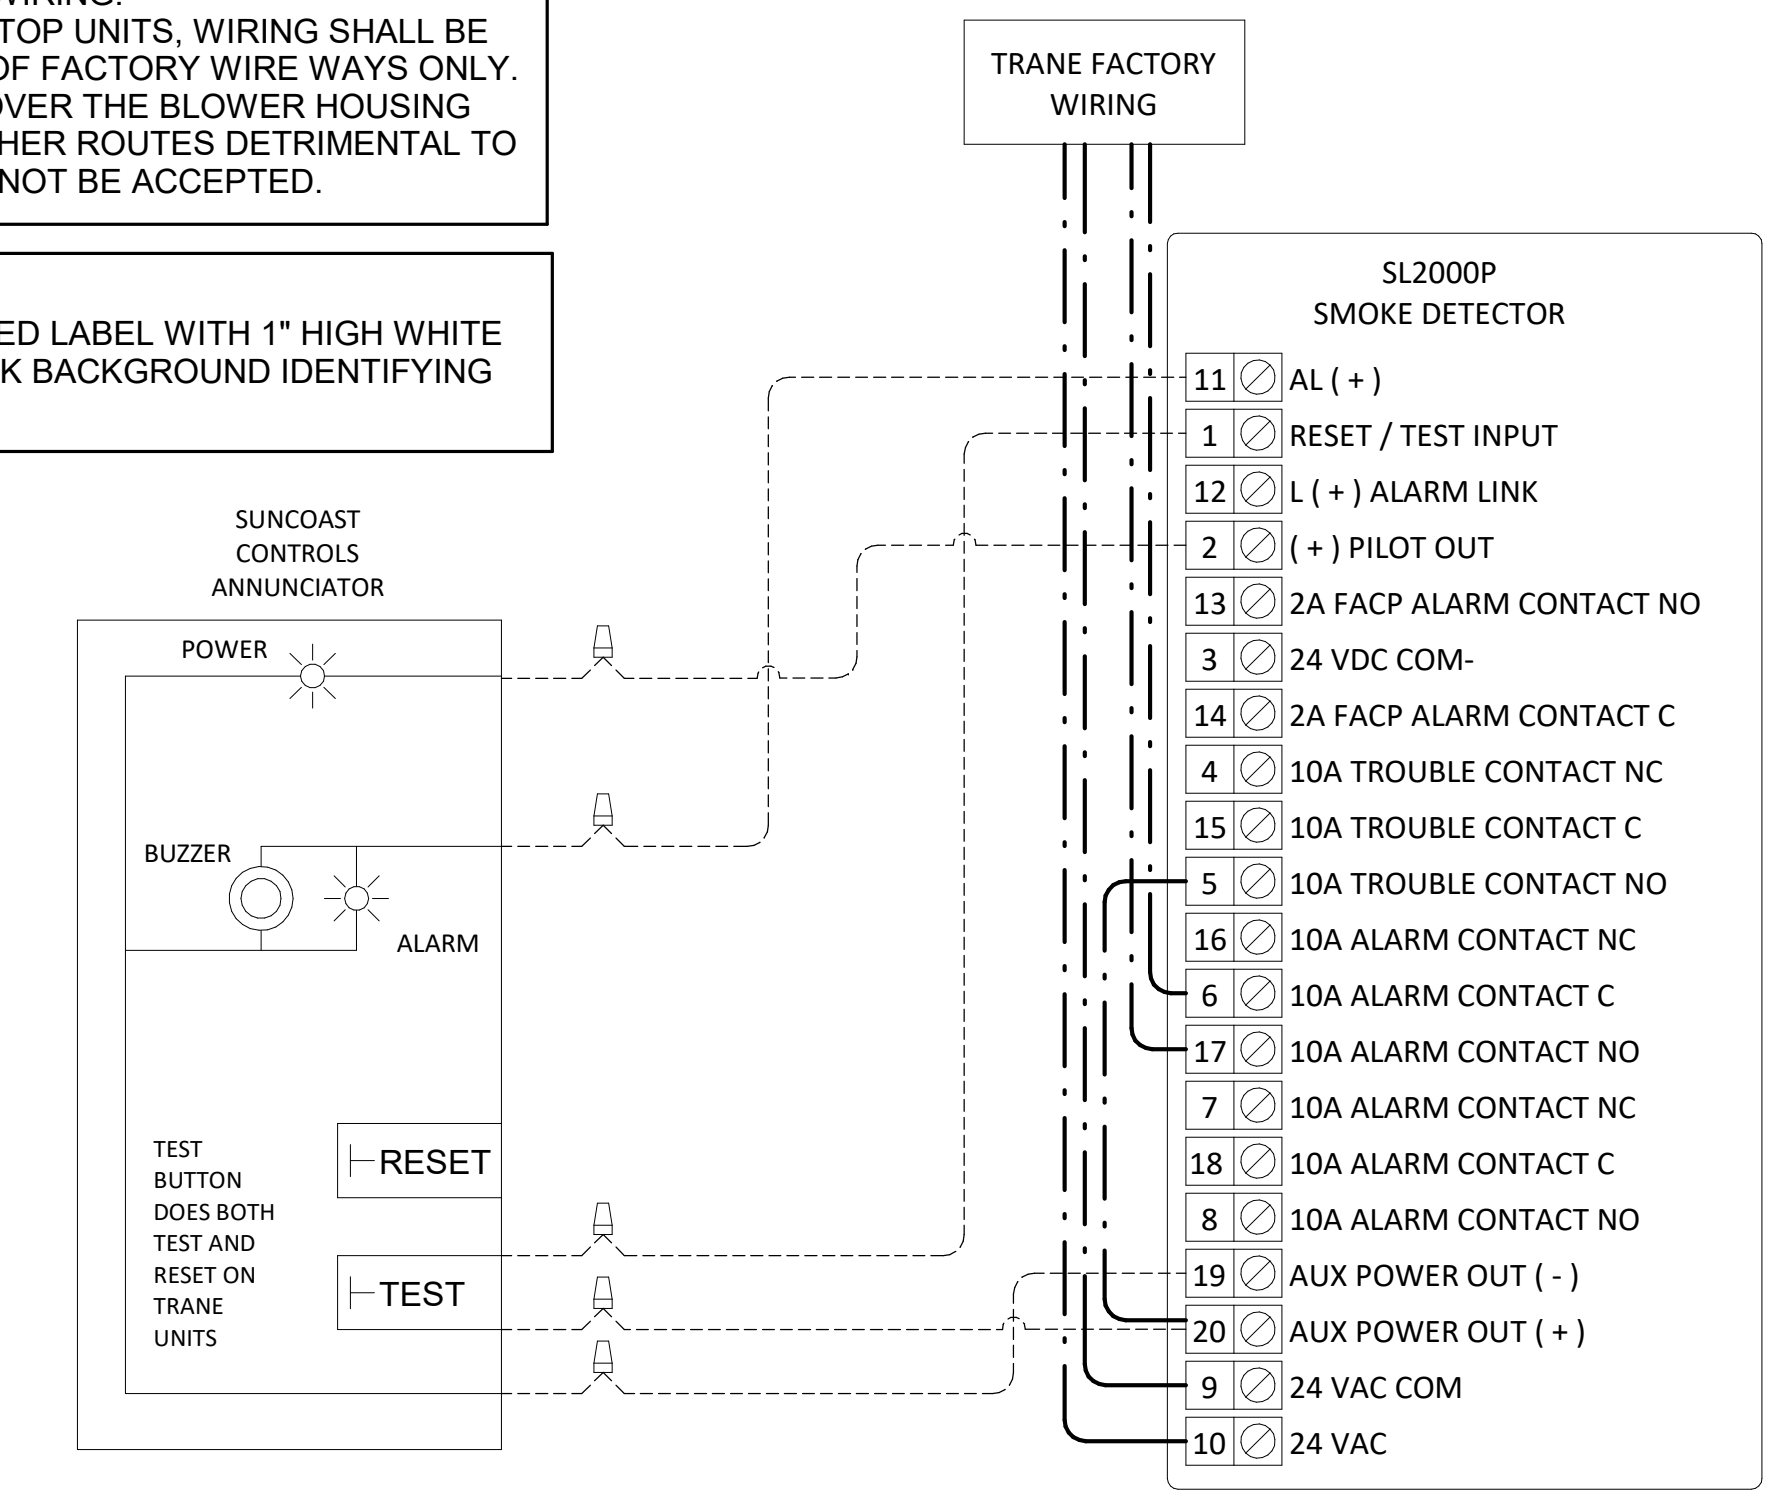 WIRING.
TOP UNITS, WIRING SHALL BE
OF FACTORY WIRE WAYS ONLY.
OVER THE BLOWER HOUSING
HER ROUTES DETRIMENTAL TO
NOT BE ACCEPTED.
ED LABEL WITH 1" HIGH WHITE
K BACKGROUND IDENTIFYING
TRANE FACTORY
WIRING
SUNCOAST
CONTROLS
ANNUNCIATOR
POWER
BUZZER
ALARM
TEST
BUTTON
DOES BOTH
TEST AND
RESET ON
TRANE
UNITS
RESET
TEST
SL2000P
SMOKE DETECTOR
11 AL ( + )
1 RESET / TEST INPUT
12 L ( + ) ALARM LINK
2 ( + ) PILOT OUT
13 2A FACP ALARM CONTACT NO
3 24 VDC COM-
14 2A FACP ALARM CONTACT C
4 10A TROUBLE CONTACT NC
15 10A TROUBLE CONTACT C
5 10A TROUBLE CONTACT NO
16 10A ALARM CONTACT NC
6 10A ALARM CONTACT C
17 10A ALARM CONTACT NO
7 10A ALARM CONTACT NC
18 10A ALARM CONTACT C
8 10A ALARM CONTACT NO
19 AUX POWER OUT ( - )
20 AUX POWER OUT ( + )
9 24 VAC COM
10 24 VAC